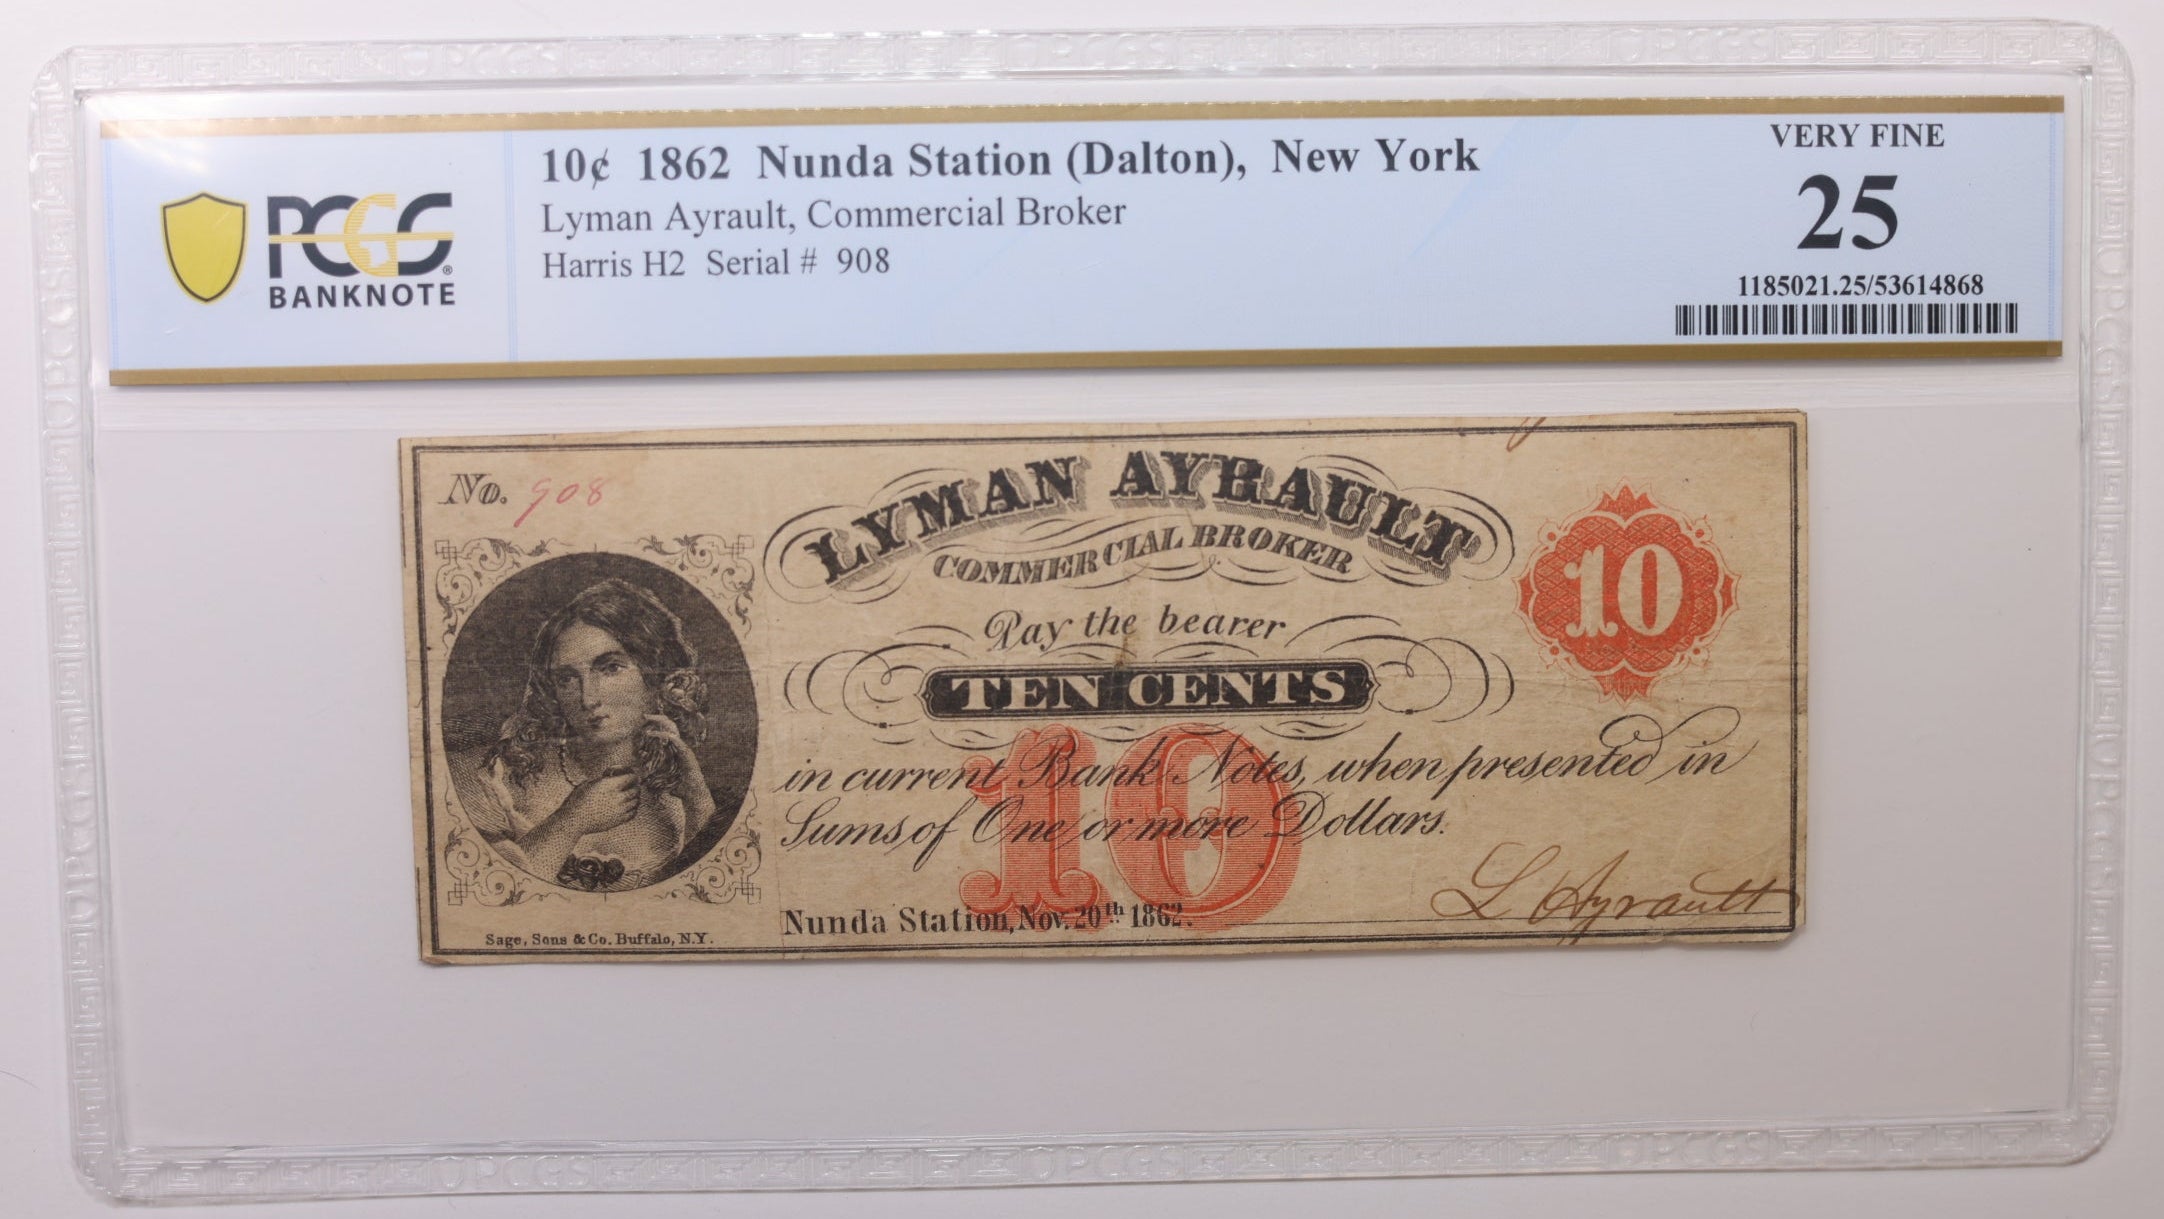 PCGS
BANKNOTE
10¢ 1862 Nunda Station (Dalton), New York
Lyman Ayrault, Commercial Broker
Harris H2 Serial # 908
VERY FINE
25
1185021.25/53614868
No. 908
LYMAN AYRAULT
COMMERCIAL BROKER
10
Pay the bearer
TEN CENTS
10
in current Bank Notes, when presented in
Sums of One or more Dollars.
L Ayrault
Nunda Station, Nov. 20th 1862.
Sage, Sons & Co. Buffalo, N.Y.